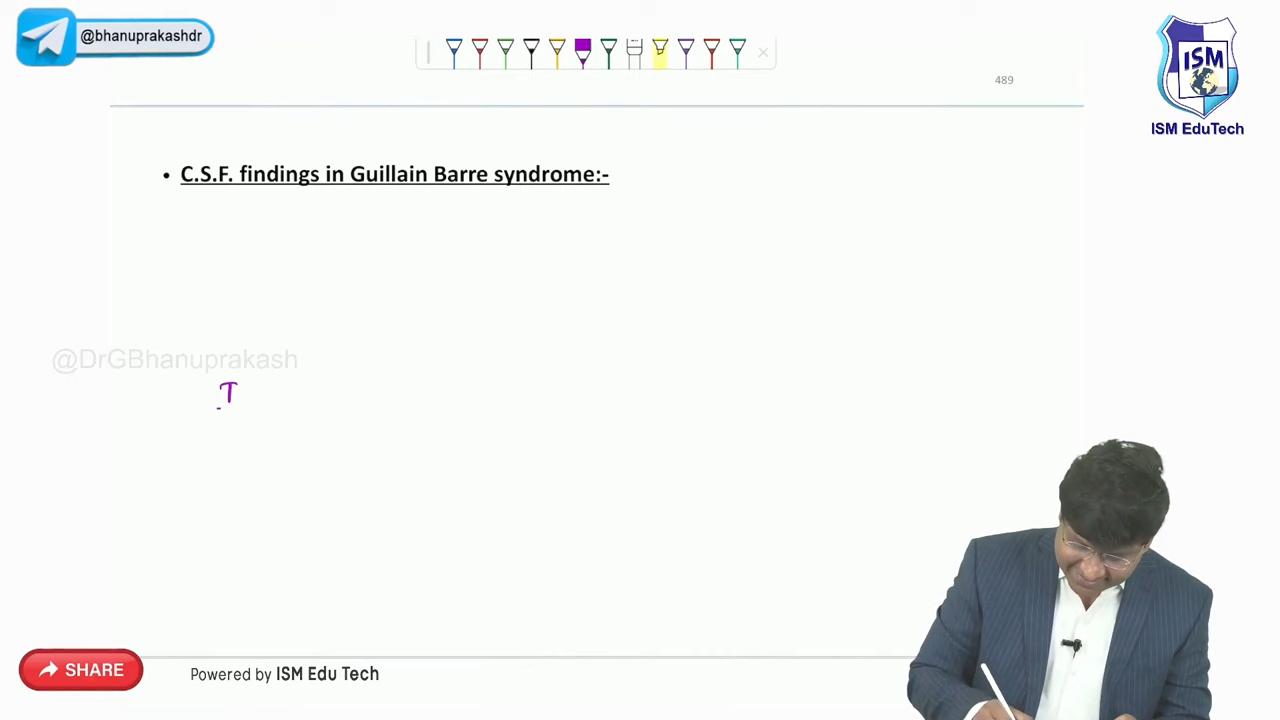 @bhanuprakashdr
489
ISM
ISM EduTech
• C.S.F. findings in Guillain Barre syndrome:-
@DrGBhanuprakash
T
SHARE
Powered by ISM Edu Tech